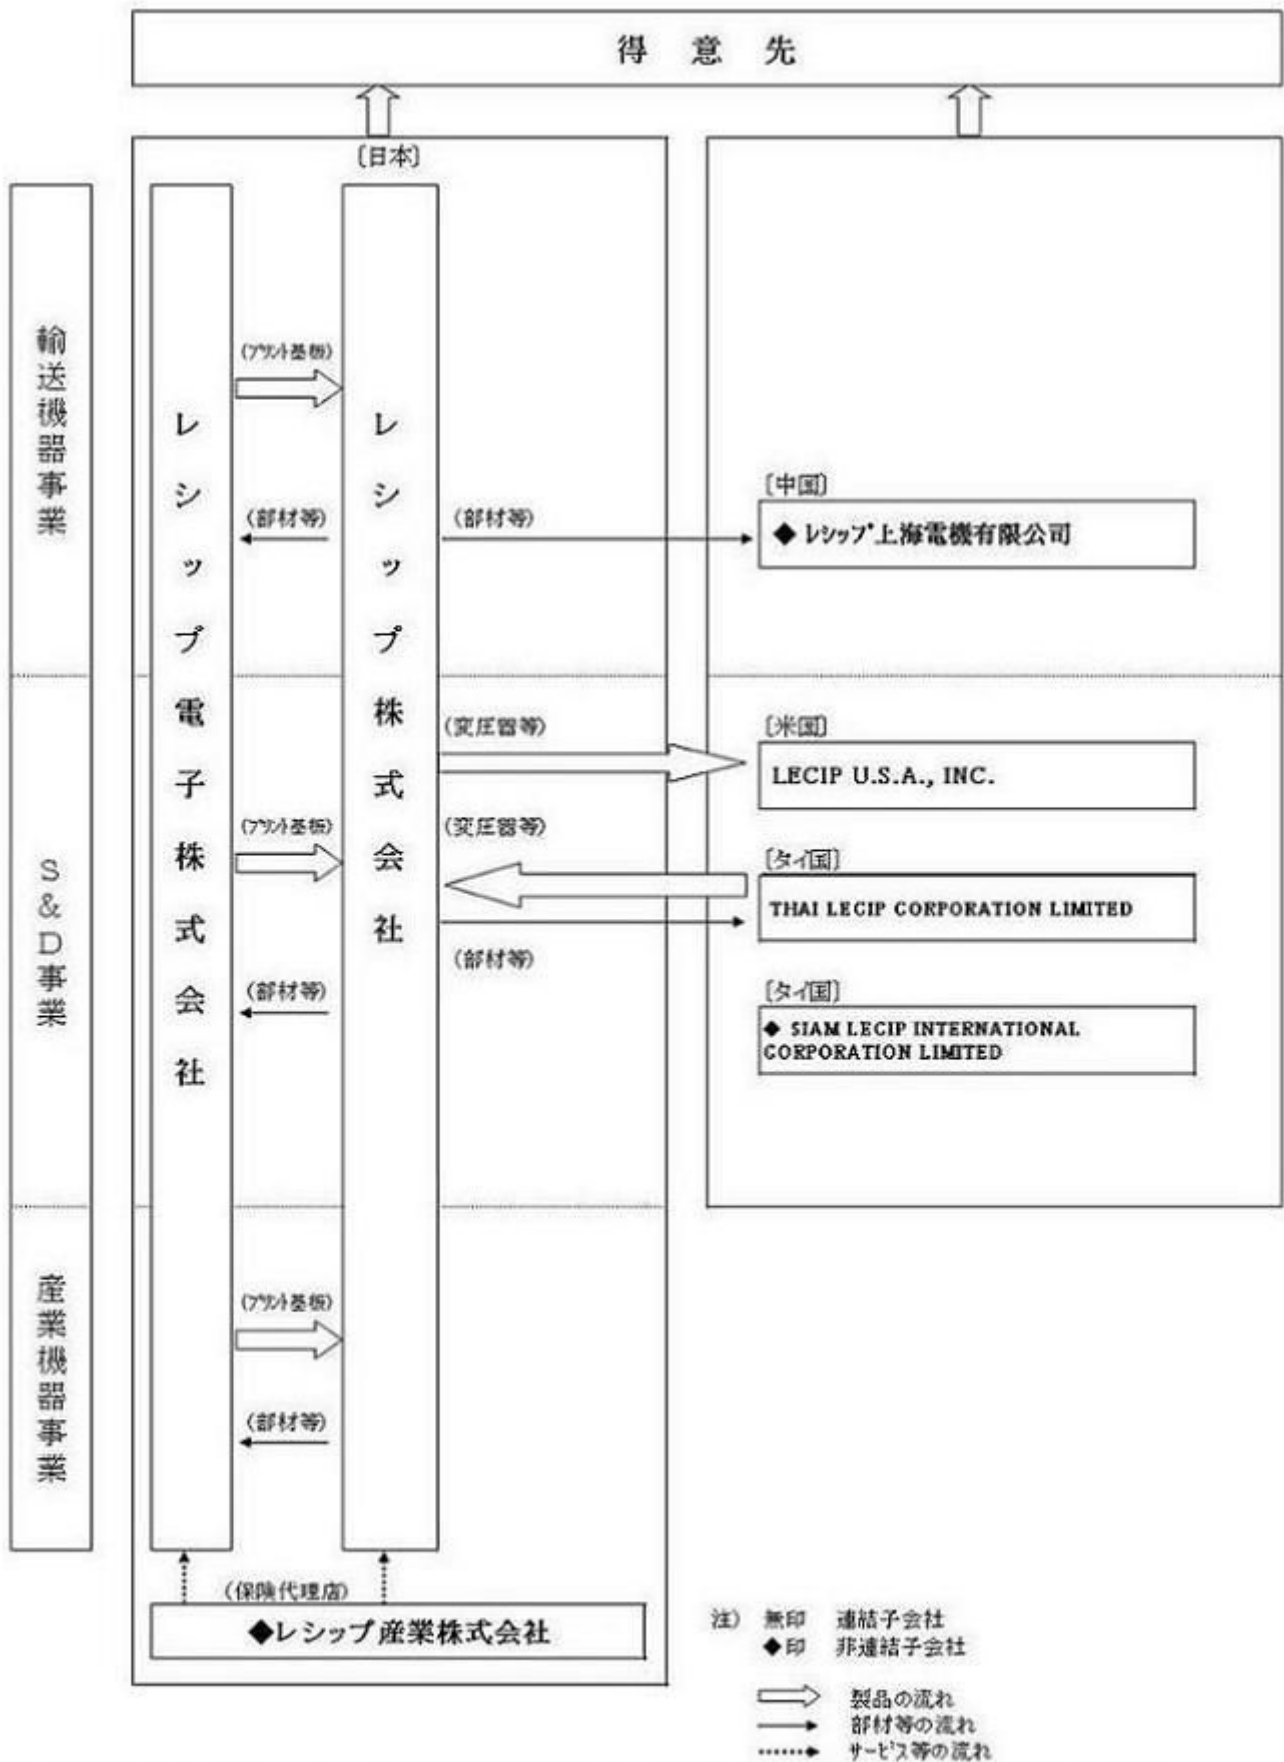 得 意 先
〔日本〕
輸送機器事業
S&D事業
産業機器事業
レシップ電子株式会社
レシップ株式会社
(プリント基板)
(部材等)
(部材等)
〔中国〕
◆ レシップ上海電機有限公司
(変圧器等)
〔米国〕
LECIP U.S.A., INC.
(プリント基板)
(変圧器等)
〔タイ国〕
THAI LECIP CORPORATION LIMITED
(部材等)
(部材等)
〔タイ国〕
◆ SIAM LECIP INTERNATIONAL
CORPORATION LIMITED
(プリント基板)
(部材等)
(保険代理店)
◆レシップ産業株式会社
注) 無印 連結子会社
◆印 非連結子会社
製品の流れ
部材等の流れ
サービス等の流れ